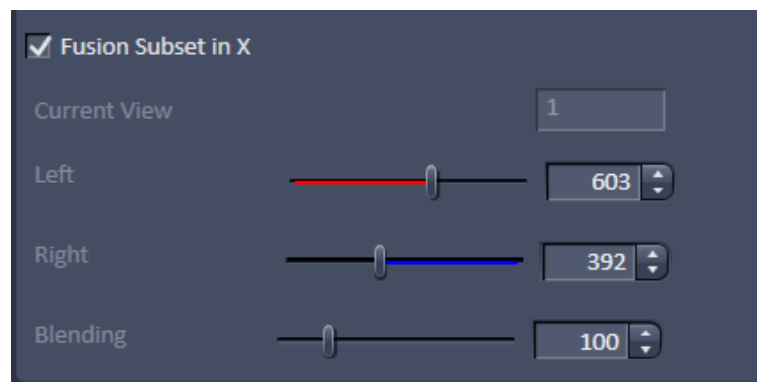 Fusion Subset in X
Current View 1
Left 603
Right 392
Blending 100